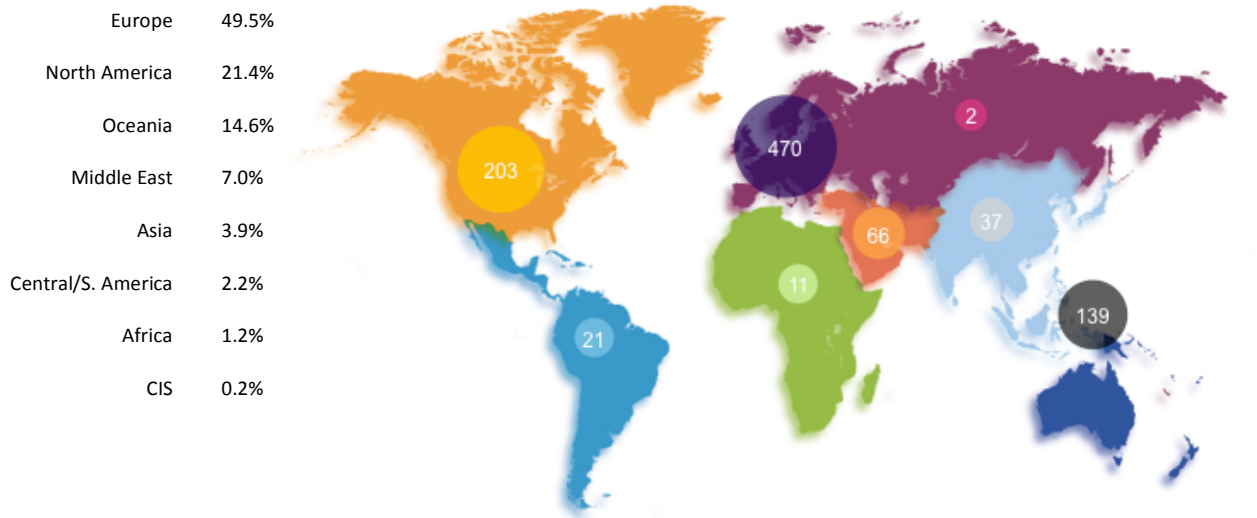 Europe 49.5%
North America 21.4%
Oceania 14.6%
Middle East 7.0%
Asia 3.9%
Central/S. America 2.2%
Africa 1.2%
CIS 0.2%
2
470
203
37
66
11
139
21